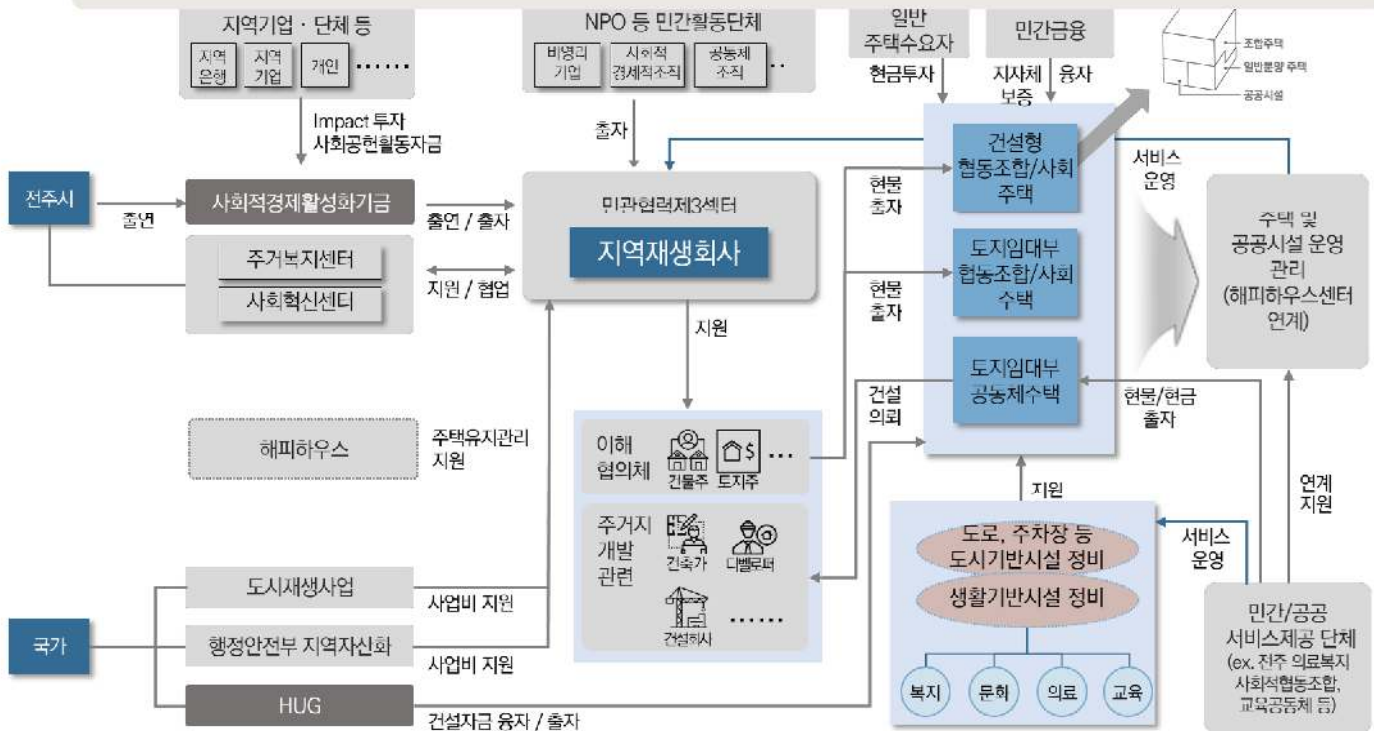 지역기업 · 단체 등
지역
은행
지역
기업
개인
······
NPO 등 민간활동단체
비영리
기업
사회적
경제적조직
공동체
조직
··
일반
주택수요자
민간금융
조합주택
일반분양 주택
공공시설
현금투자
지자체
보증
융자
Impact 투자
사회공헌활동자금
출자
전주시
출연
사회적경제활성화기금
출연 / 출자
주거복지센터
사회혁신센터
지원 / 협업
민관협력제3섹터
지역재생회사
지원
현물
출자
현물
출자
건설형
협동조합/사회
주택
토지임대부
협동조합/사회
주택
토지임대부
공동체주택
서비스
운영
주택 및
공공시설 운영
관리
(해피하우스센터
연계)
건설
의뢰
현물/현금
출자
해피하우스
주택유지관리
지원
이해
협의체
건물주
토지주
···
주거지
개발
관련
건축가
디벨로퍼
건설회사
······
지원
도로, 주차장 등
도시기반시설 정비
생활기반시설 정비
복지
문화
의료
교육
서비스
운영
연계
지원
민간/공공
서비스제공 단체
(ex. 전주 의료복지
사회적협동조합,
교육공동체 등)
국가
도시재생사업
사업비 지원
행정안전부 지역자산화
사업비 지원
HUG
건설자금 융자 / 출자